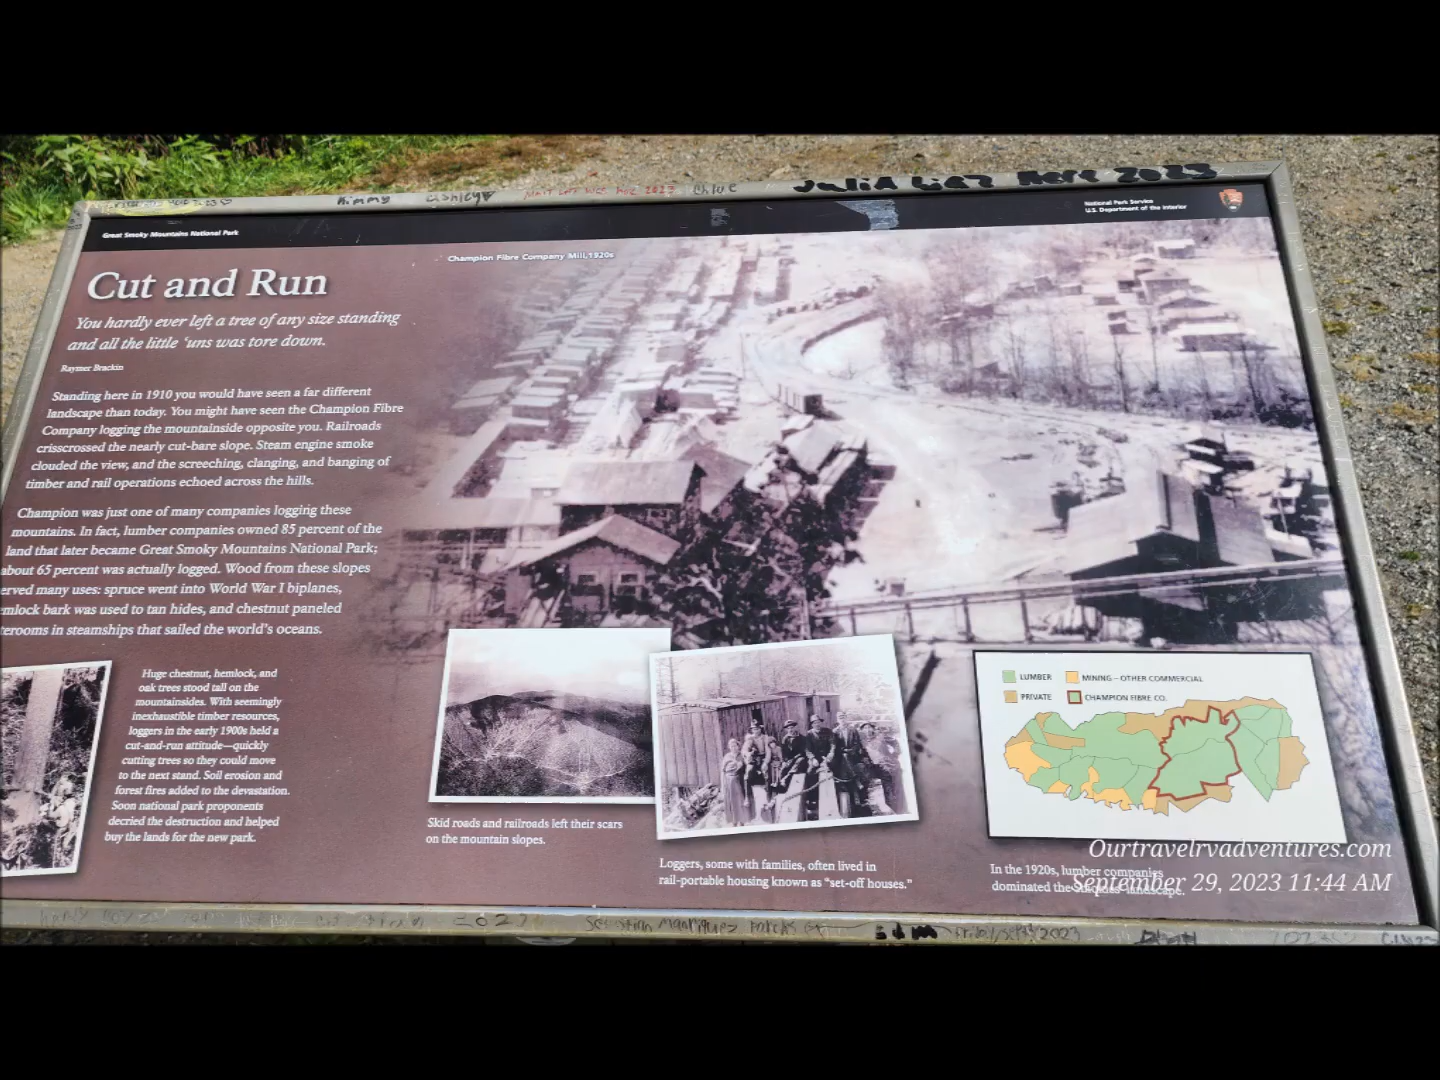 Ashley
Chloe
Julia Liaz Here 2023
Great Smoky Mountains National Park
National Park Service
U.S. Department of the Interior
Champion Fibre Company Mill, 1920s
Cut and Run
You hardly ever left a tree of any size standing
and all the little ‘uns was tore down.
Raymer Brackin
Standing here in 1910 you would have seen a far different
landscape than today. You might have seen the Champion Fibre
Company logging the mountainside opposite you. Railroads
crisscrossed the nearly cut-bare slope. Steam engine smoke
clouded the view, and the screeching, clanging, and banging of
timber and rail operations echoed across the hills.
Champion was just one of many companies logging these
mountains. In fact, lumber companies owned 85 percent of the
land that later became Great Smoky Mountains National Park;
about 65 percent was actually logged. Wood from these slopes
erved many uses: spruce went into World War I biplanes,
emlock bark was used to tan hides, and chestnut paneled
terooms in steamships that sailed the world’s oceans.
Huge chestnut, hemlock, and
oak trees stood tall on the
mountainsides. With seemingly
inexhaustible timber resources,
loggers in the early 1900s held a
cut-and-run attitude—quickly
cutting trees so they could move
to the next stand. Soil erosion and
forest fires added to the devastation.
Soon national park proponents
decried the destruction and helped
buy the lands for the new park.
Skid roads and railroads left their scars
on the mountain slopes.
Loggers, some with families, often lived in
rail-portable housing known as “set-off houses.”
LUMBER
MINING – OTHER COMMERCIAL
PRIVATE
CHAMPION FIBRE CO.
In the 1920s, lumber companies
dominated the Smokies landscape.
Ourtravelrvadventures.com
September 29, 2023 11:44 AM
2023